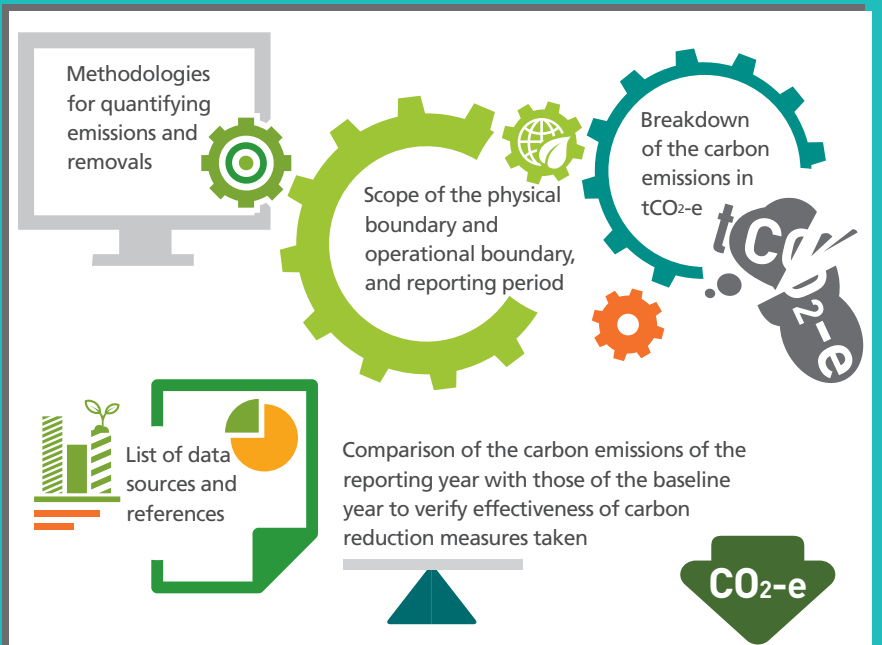 Methodologies
for quantifying
emissions and
removals
Scope of the physical
boundary and
operational boundary,
and reporting period
Breakdown
of the carbon
emissions in
tCO2-e
tCO2-e
List of data
sources and
references
Comparison of the carbon emissions of the
reporting year with those of the baseline
year to verify effectiveness of carbon
reduction measures taken
CO2-e